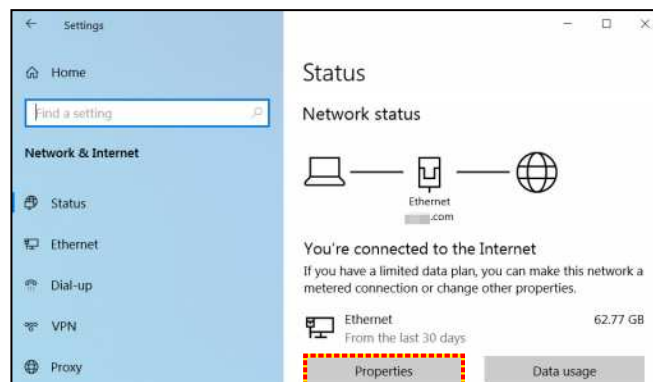 Settings
Home
Find a setting
Network & Internet
Status
Ethernet
Dial-up
VPN
Proxy
Status
Network status
Ethernet
.com
You're connected to the Internet
If you have a limited data plan, you can make this network a
metered connection or change other properties.
Ethernet 62.77 GB
From the last 30 days
Properties Data usage